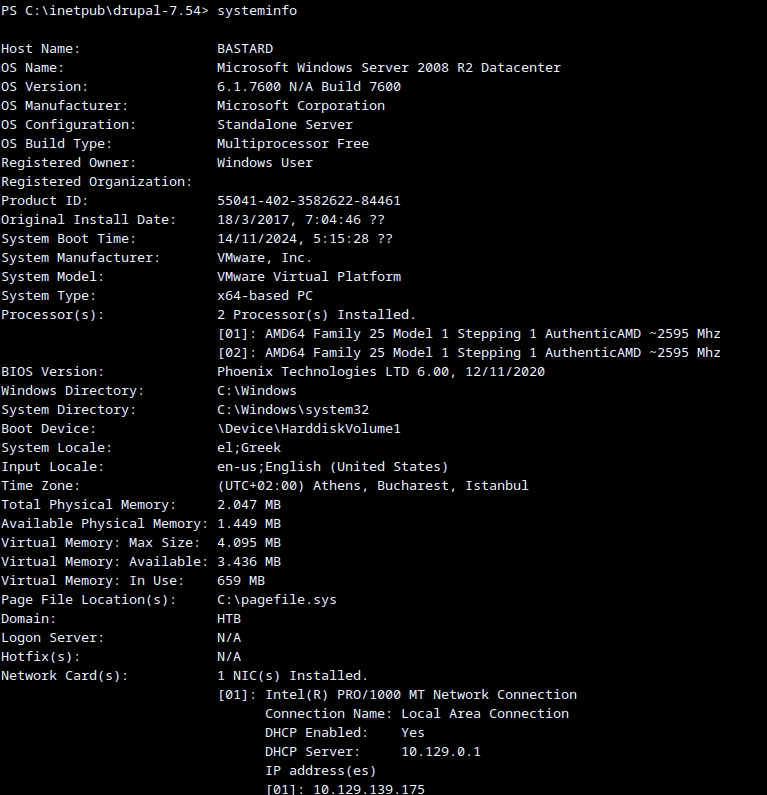 PS C:\inetpub\drupal-7.54> systeminfo
Host Name:                 BASTARD
OS Name:                   Microsoft Windows Server 2008 R2 Datacenter
OS Version:                6.1.7600 N/A Build 7600
OS Manufacturer:           Microsoft Corporation
OS Configuration:          Standalone Server
OS Build Type:             Multiprocessor Free
Registered Owner:          Windows User
Registered Organization:
Product ID:                55041-402-3582622-84461
Original Install Date:     18/3/2017, 7:04:46 ??
System Boot Time:          14/11/2024, 5:15:28 ??
System Manufacturer:       VMware, Inc.
System Model:              VMware Virtual Platform
System Type:               x64-based PC
Processor(s):              2 Processor(s) Installed.
                           [01]: AMD64 Family 25 Model 1 Stepping 1 AuthenticAMD ~2595 Mhz
                           [02]: AMD64 Family 25 Model 1 Stepping 1 AuthenticAMD ~2595 Mhz
BIOS Version:              Phoenix Technologies LTD 6.00, 12/11/2020
Windows Directory:         C:\Windows
System Directory:          C:\Windows\system32
Boot Device:               \Device\HarddiskVolume1
System Locale:             el;Greek
Input Locale:              en-us;English (United States)
Time Zone:                 (UTC+02:00) Athens, Bucharest, Istanbul
Total Physical Memory:     2.047 MB
Available Physical Memory: 1.449 MB
Virtual Memory: Max Size:  4.095 MB
Virtual Memory: Available: 3.436 MB
Virtual Memory: In Use:    659 MB
Page File Location(s):     C:\pagefile.sys
Domain:                    HTB
Logon Server:              N/A
Hotfix(s):                 N/A
Network Card(s):           1 NIC(s) Installed.
                           [01]: Intel(R) PRO/1000 MT Network Connection
                                 Connection Name: Local Area Connection
                                 DHCP Enabled:    Yes
                                 DHCP Server:     10.129.0.1
                                 IP address(es)
                                 [01]: 10.129.139.175